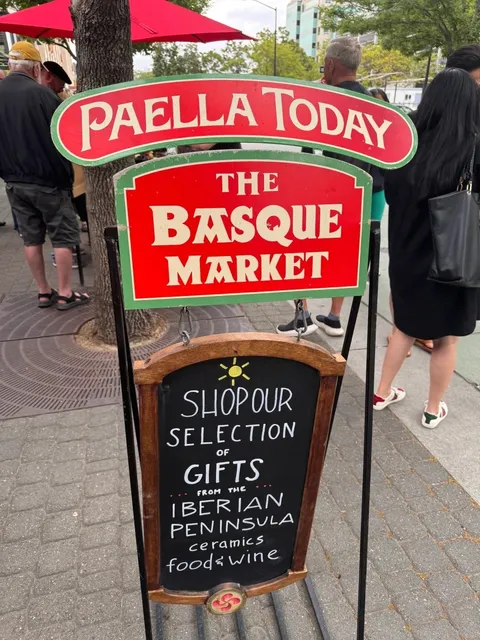 PAELLA TODAY
THE
BASQUE
MARKET
SHOP OUR
SELECTION
OF
GIFTS
FROM THE
IBERIAN
PENINSULA
ceramics
food & wine